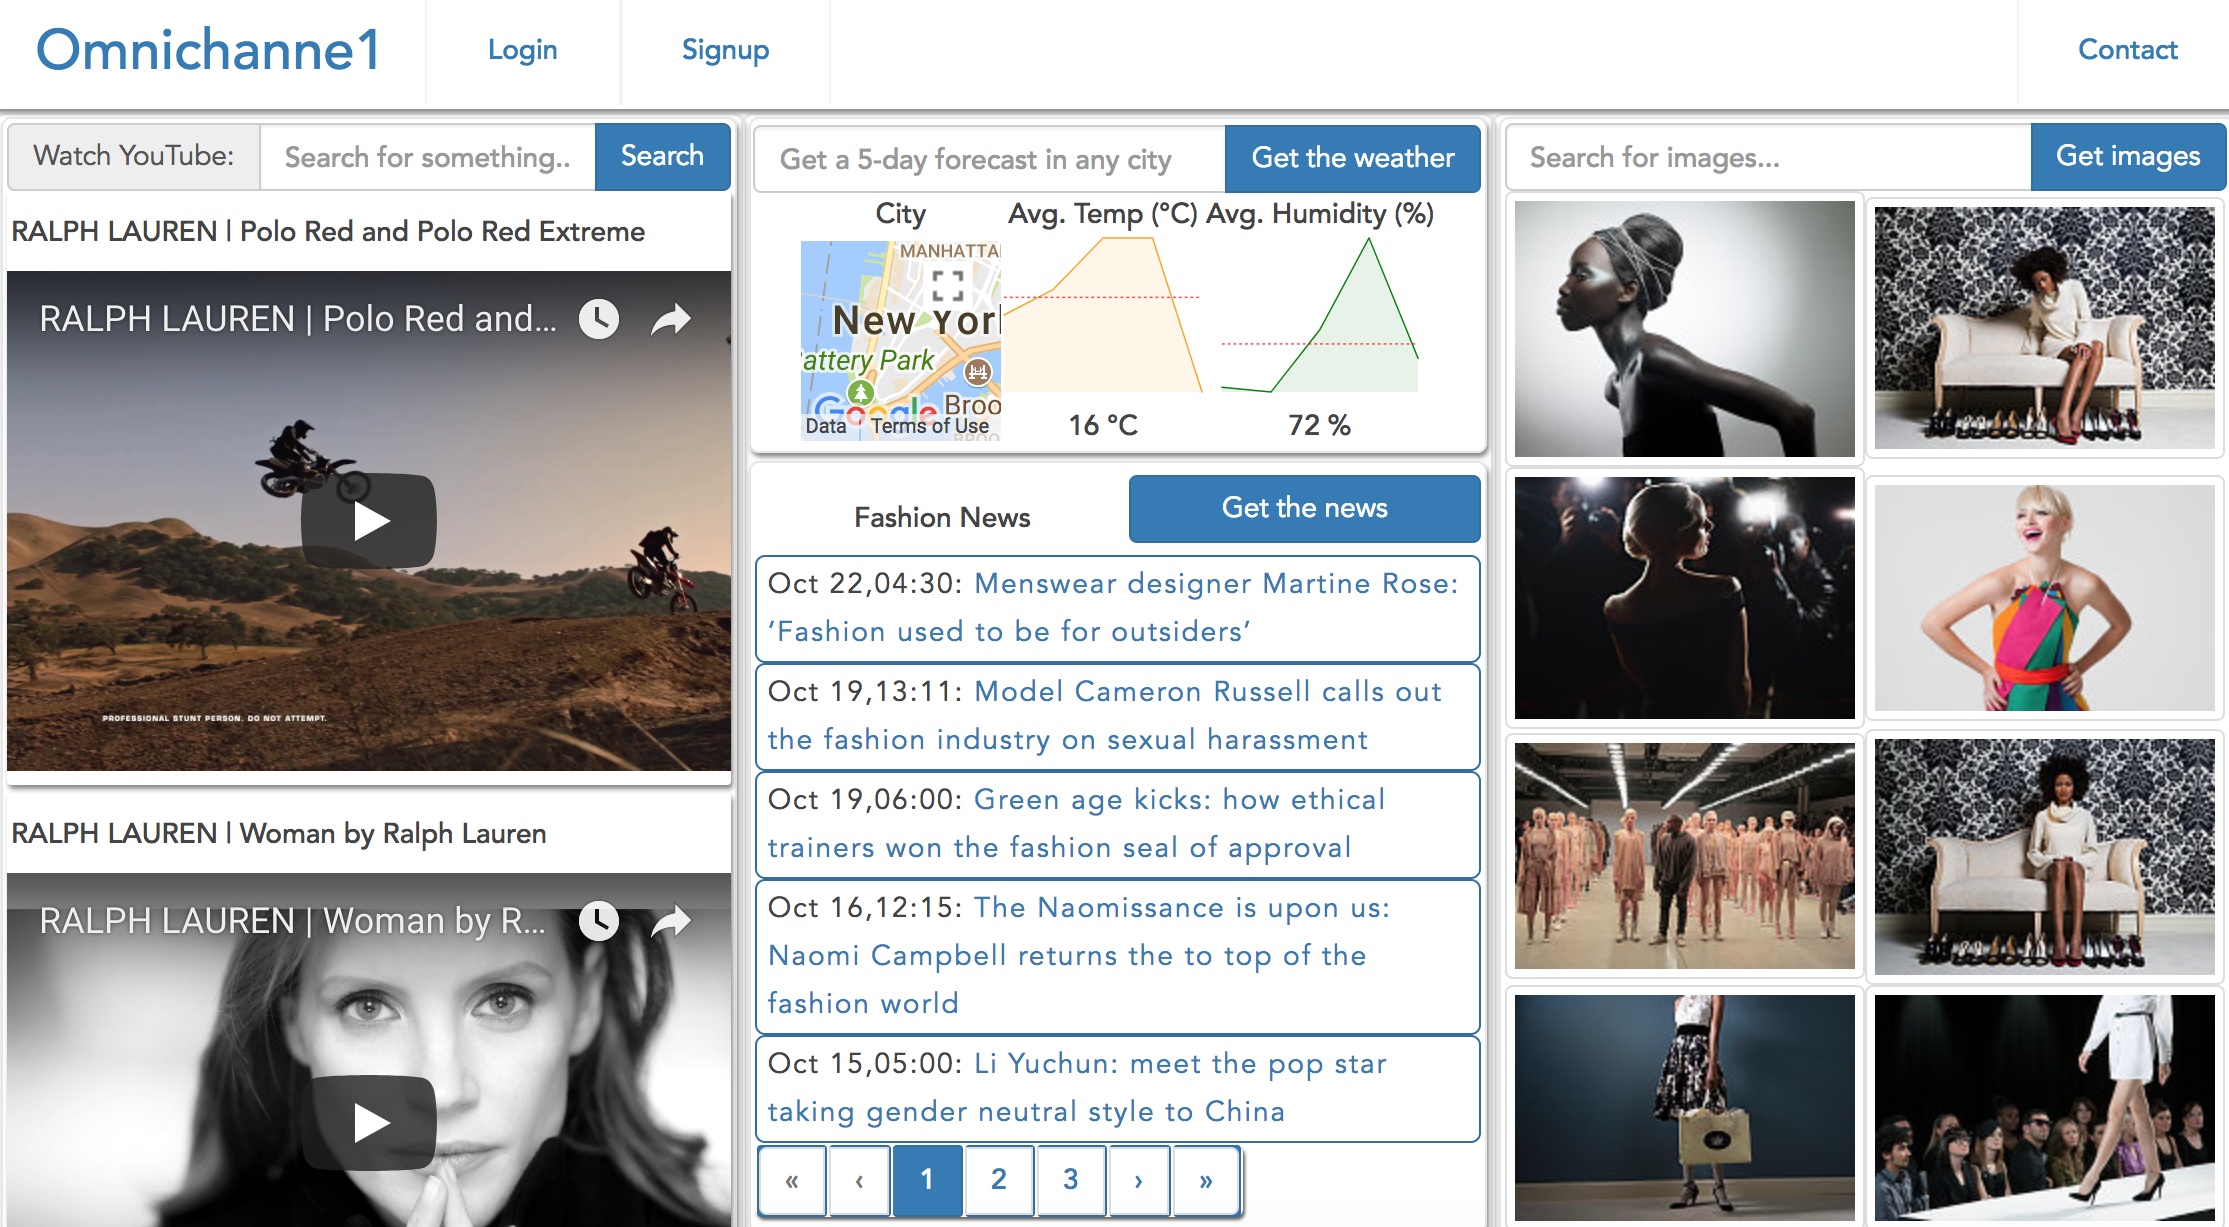 Omnichanne1
Login
Signup
Contact
Watch YouTube:
Search for something..
Search
RALPH LAUREN | Polo Red and Polo Red Extreme
RALPH LAUREN | Polo Red and...
PROFESSIONAL STUNT PERSON. DO NOT ATTEMPT.
RALPH LAUREN | Woman by Ralph Lauren
RALPH LAUREN | Woman by R...
Get a 5-day forecast in any city
Get the weather
City
Avg. Temp (°C)
Avg. Humidity (%)
MANHATTA
New Yor
attery Park
Google
Broo
Data
Terms of Use
BROO
16 °C
72 %
Fashion News
Get the news
Oct 22,04:30: Menswear designer Martine Rose:
‘Fashion used to be for outsiders’
Oct 19,13:11: Model Cameron Russell calls out
the fashion industry on sexual harassment
Oct 19,06:00: Green age kicks: how ethical
trainers won the fashion seal of approval
Oct 16,12:15: The Naomissance is upon us:
Naomi Campbell returns the to top of the
fashion world
Oct 15,05:00: Li Yuchun: meet the pop star
taking gender neutral style to China
« ‹ 1 2 3 › »
Search for images...
Get images